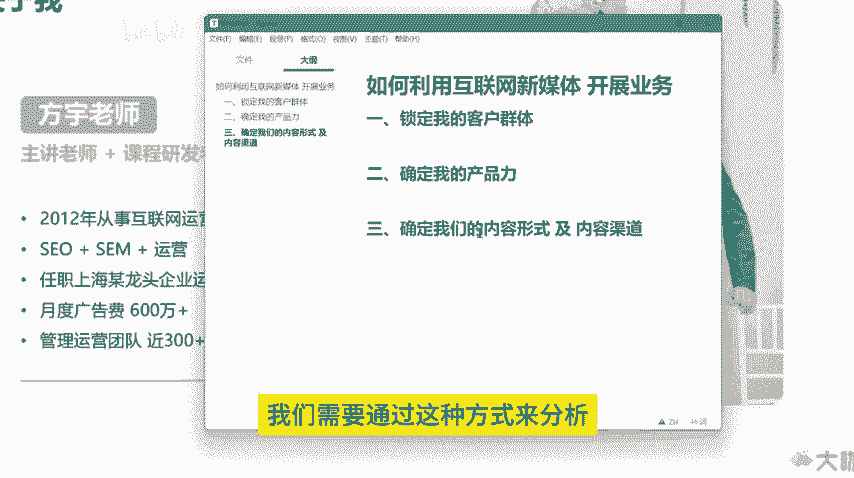 方宇老师
主讲老师 + 课程研发
• 2012年从事互联网运营
• SEO + SEM + 运营
• 任职上海某龙头企业运
• 月度广告费 600万+
• 管理运营团队 近300+
文件(F) 编辑(E) 段落(P) 格式(O) 视图(V) 主题(T) 帮助(H)
文件 大纲
如何利用互联网新媒体 开展业务
一、锁定我的客户群体
二、确定我的产品力
三、确定我们的内容形式 及
内容渠道
如何利用互联网新媒体 开展业务
一、锁定我的客户群体
二、确定我的产品力
三、确定我们的内容形式 及 内容渠道
我们需要通过这种方式来分析